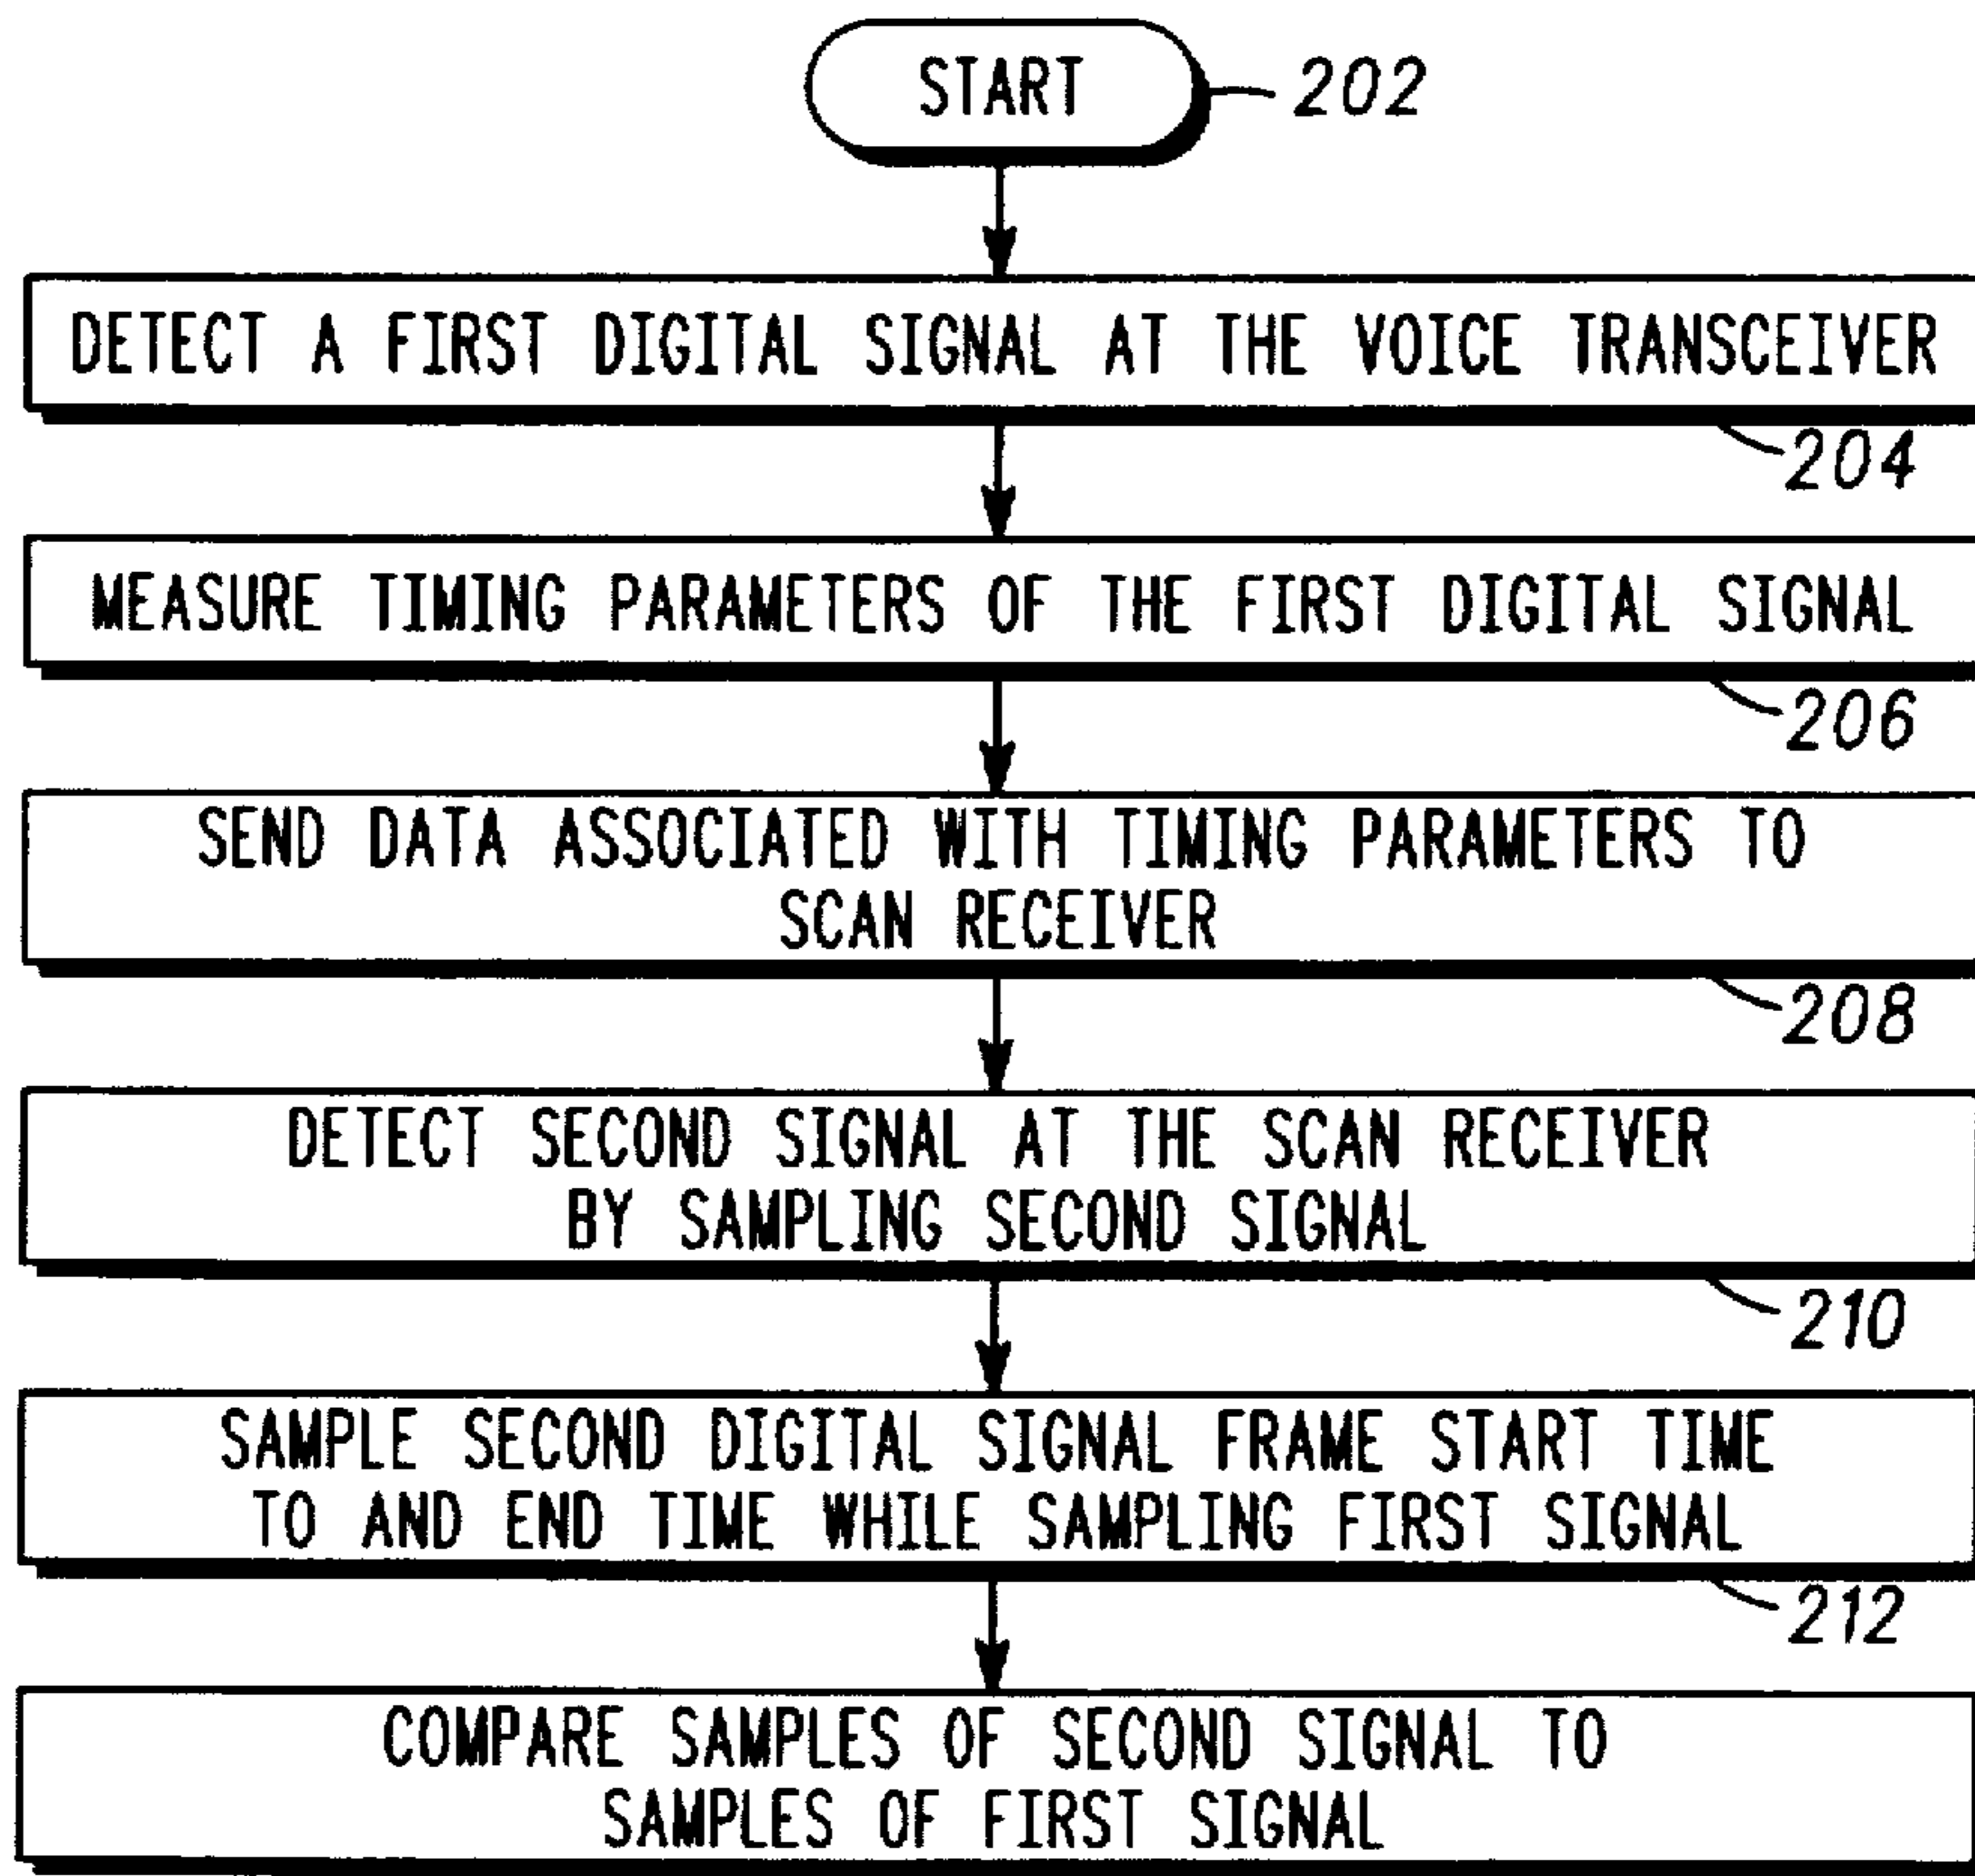 START
202
DETECT A FIRST DIGITAL SIGNAL AT THE VOICE TRANSCEIVER
204
MEASURE TIMING PARAMETERS OF THE FIRST DIGITAL SIGNAL
206
SEND DATA ASSOCIATED WITH TIMING PARAMETERS TO
SCAN RECEIVER
208
DETECT SECOND SIGNAL AT THE SCAN RECEIVER
BY SAMPLING SECOND SIGNAL
210
SAMPLE SECOND DIGITAL SIGNAL FRAME START TIME
TO AND END TIME WHILE SAMPLING FIRST SIGNAL
212
COMPARE SAMPLES OF SECOND SIGNAL TO
SAMPLES OF FIRST SIGNAL